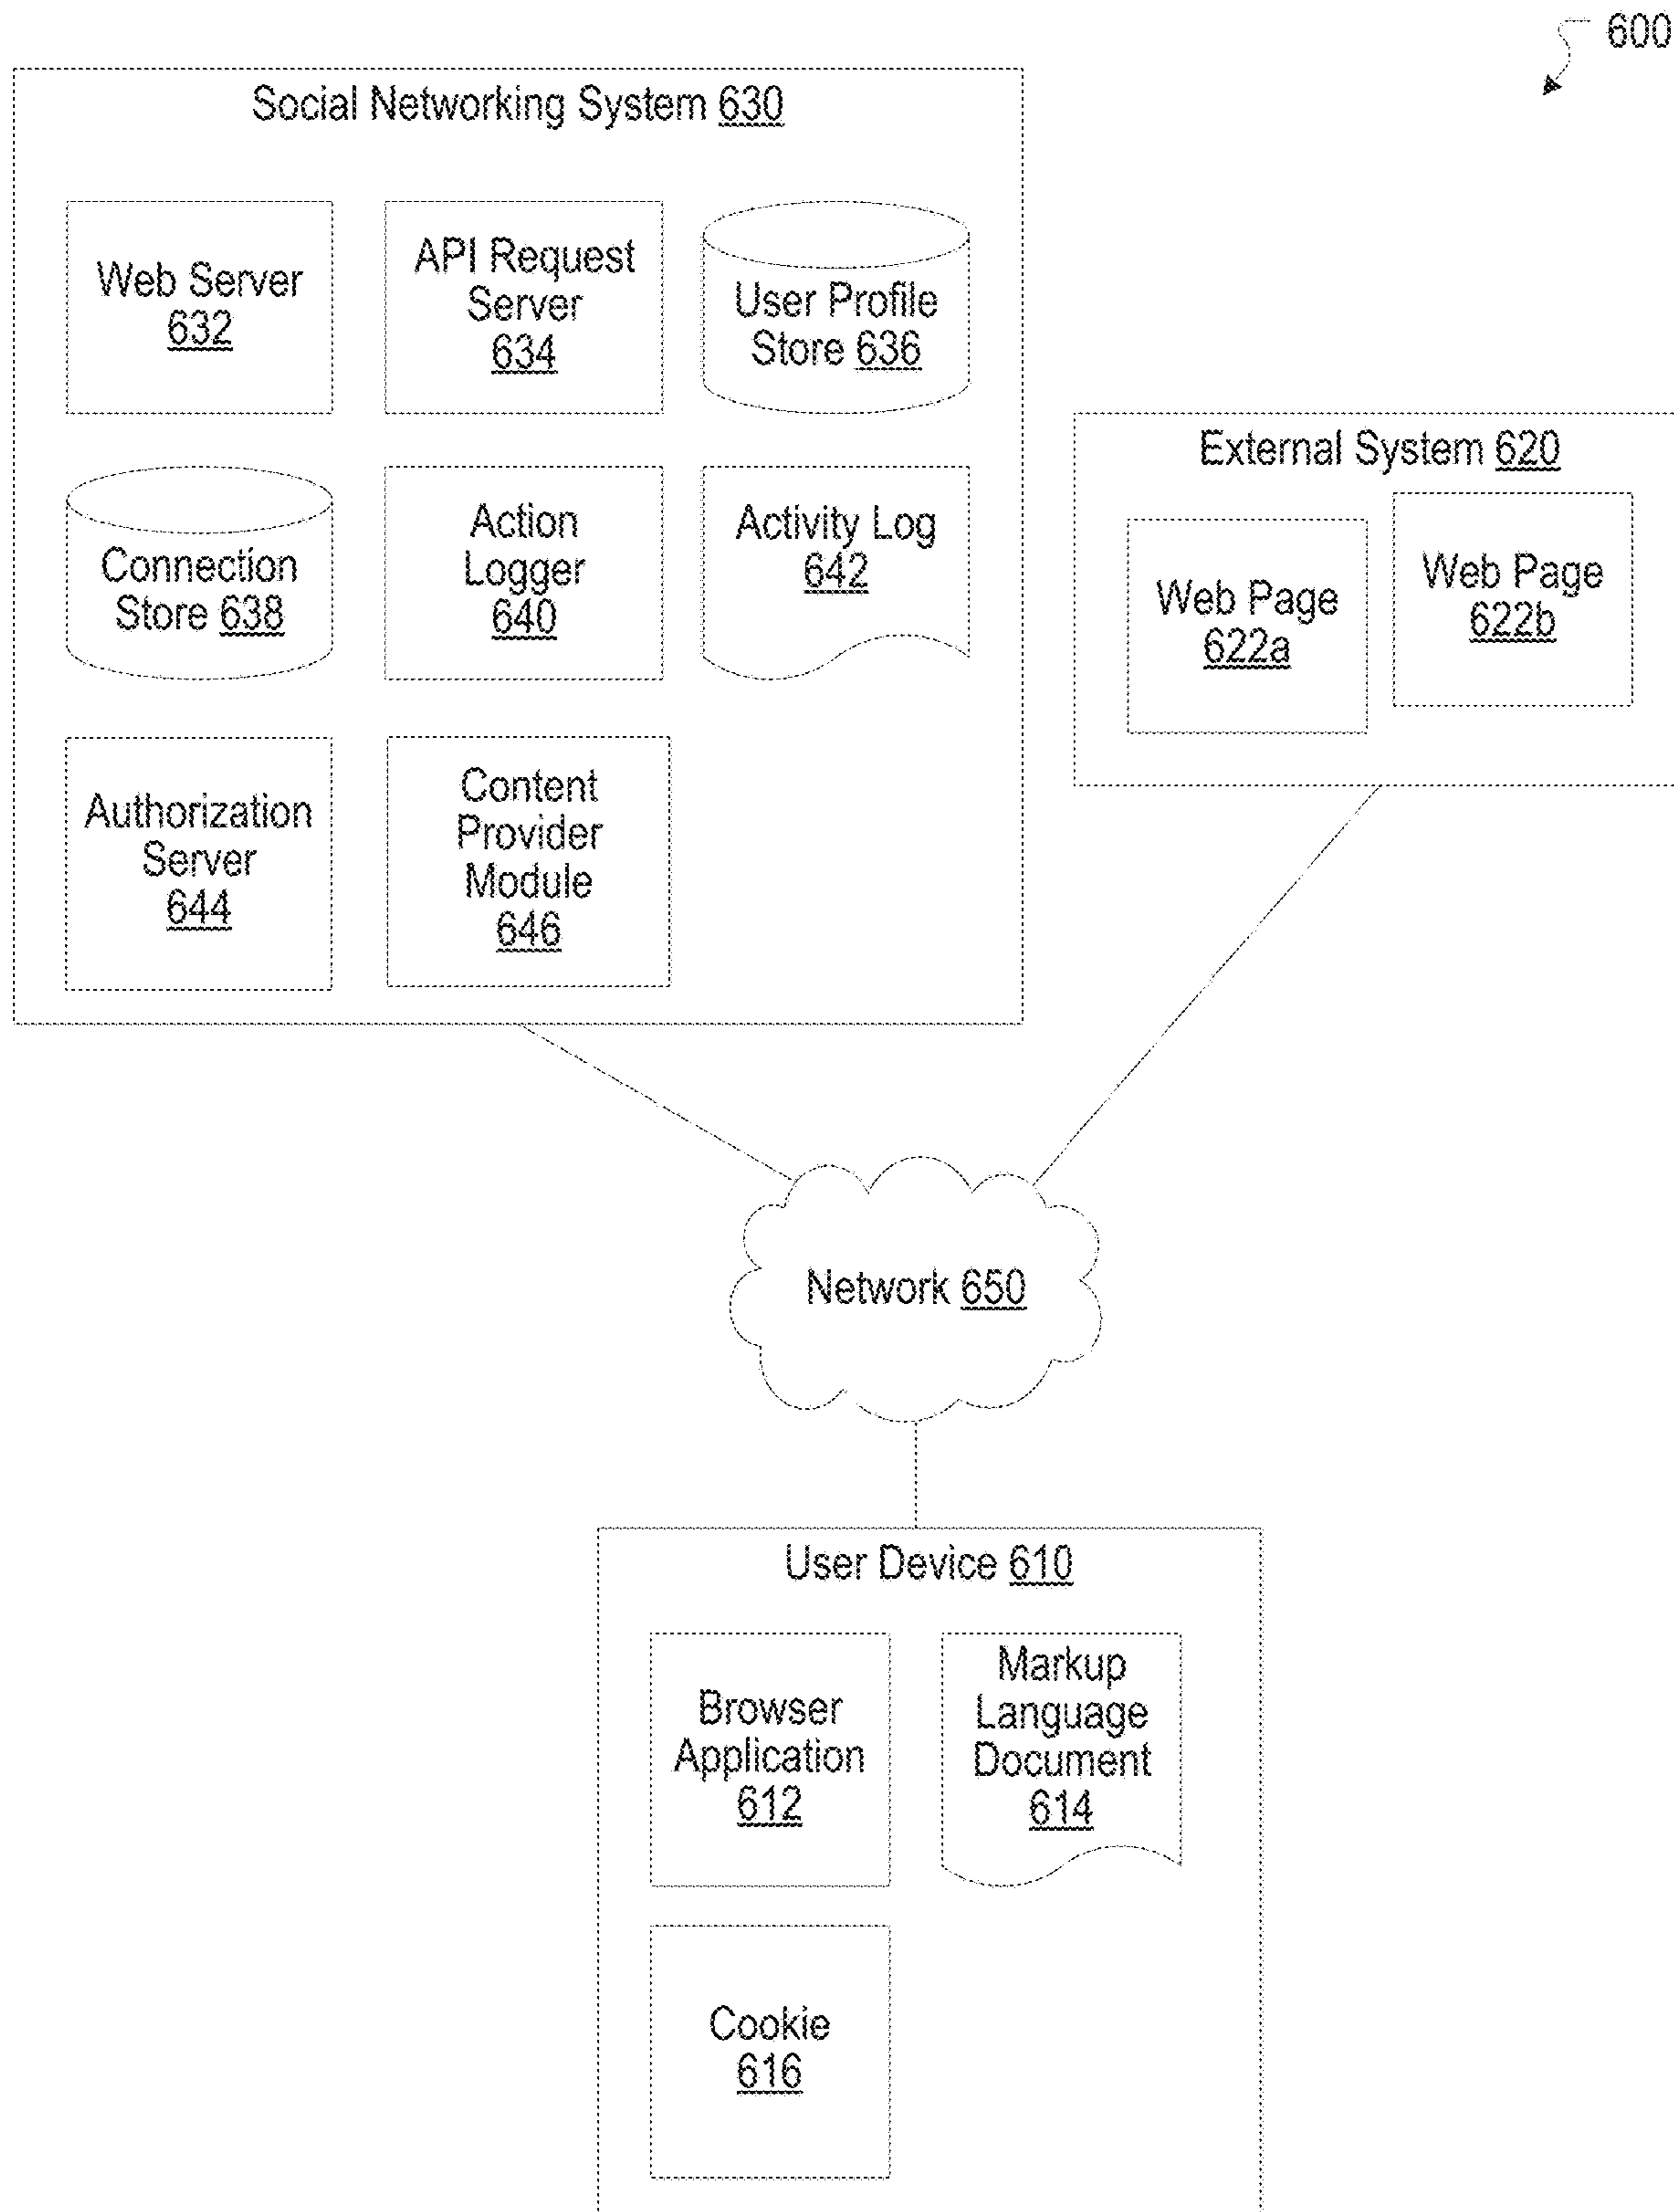 600
Social Networking System 630
Web Server
632
API Request
Server
634
User Profile
Store 636
Connection
Store 638
Action
Logger
640
Activity Log
642
Authorization
Server
644
Content
Provider
Module
646
External System 620
Web Page
622a
Web Page
622b
Network 650
User Device 610
Browser
Application
612
Markup
Language
Document
614
Cookie
616